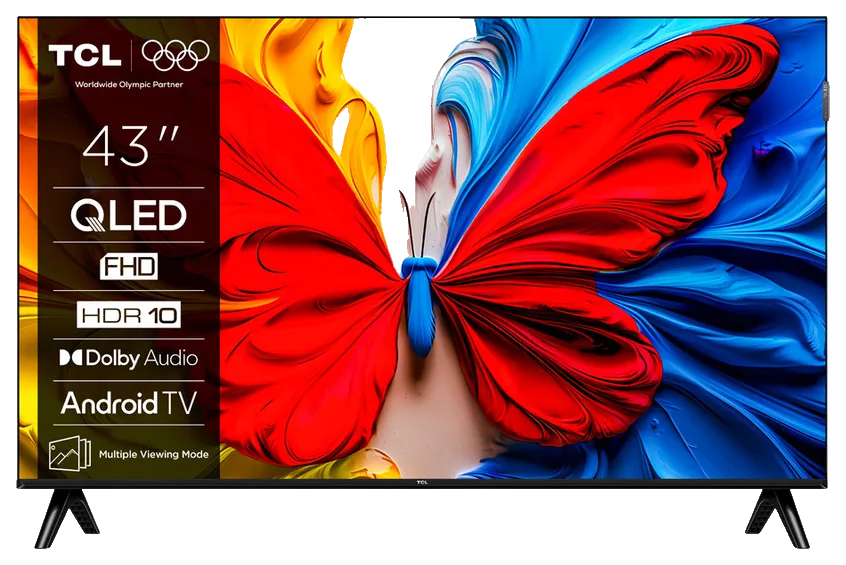 TCL
Worldwide Olympic Partner
43"
QLED
FHD
HDR 10
Dolby Audio
Android TV
Multiple Viewing Mode
TCL